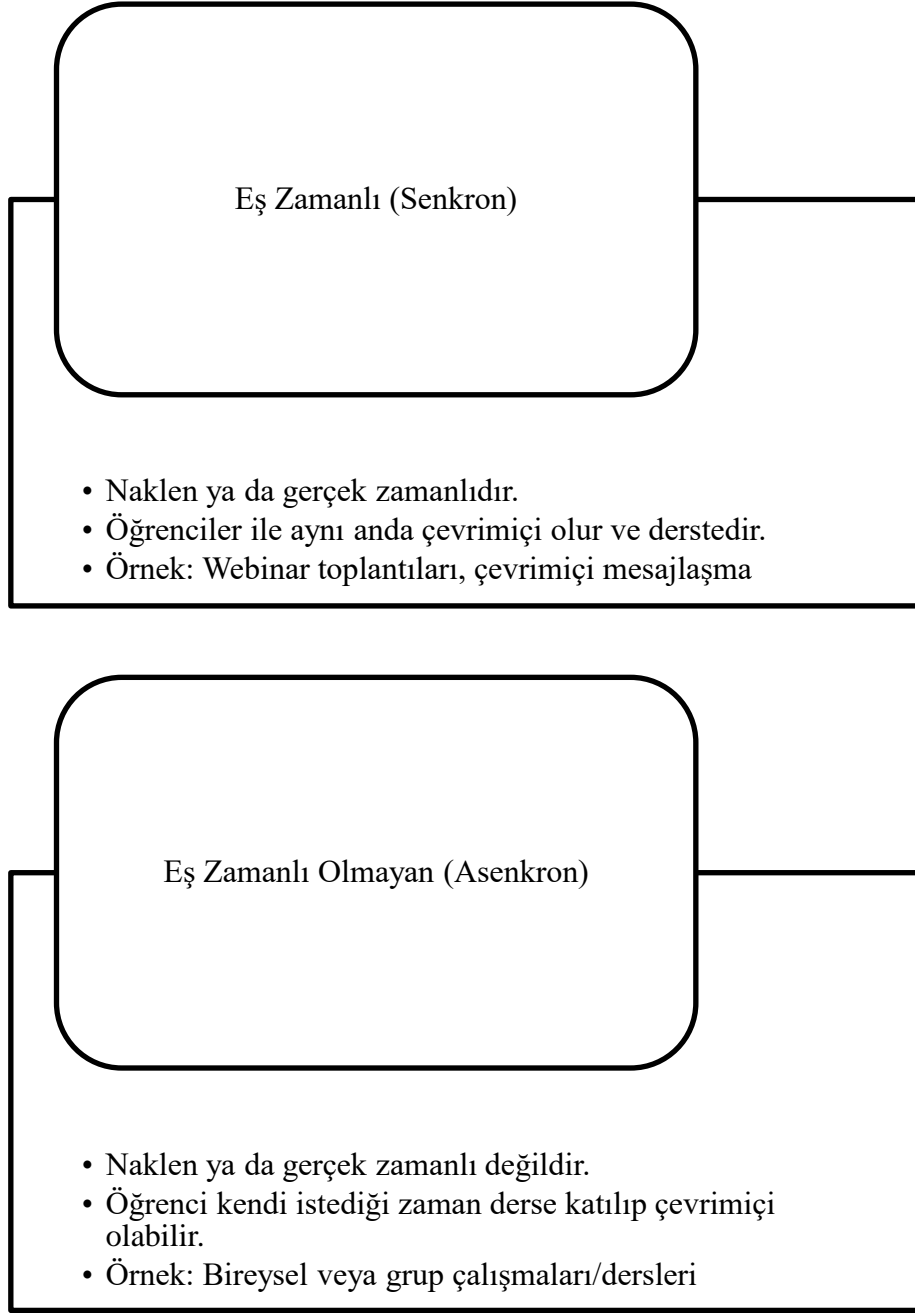 Eş Zamanlı (Senkron)
• Naklen ya da gerçek zamanlıdır.
• Öğrenciler ile aynı anda çevrimiçi olur ve derstedir.
• Örnek: Webinar toplantıları, çevrimiçi mesajlaşma
Eş Zamanlı Olmayan (Asenkron)
• Naklen ya da gerçek zamanlı değildir.
• Öğrenci kendi istediği zaman derse katılıp çevrimiçi
olabilir.
• Örnek: Bireysel veya grup çalışmaları/dersleri